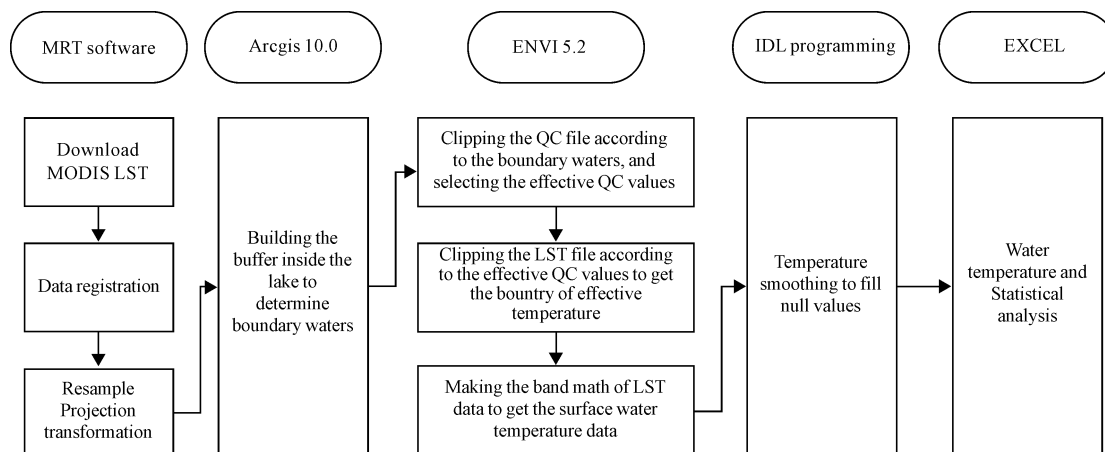 MRT software
Arcgis 10.0
ENVI 5.2
IDL programming
EXCEL
Download
MODIS LST
Data registration
Resample
Projection
transformation
Building the
buffer inside the
lake to
determine
boundary waters
Clipping the QC file according
to the boundary waters, and
selecting the effective QC values
Clipping the LST file according
to the effective QC values to get
the bountry of effective
temperature
Making the band math of LST
data to get the surface water
temperature data
Temperature
smoothing to fill
null values
Water
temperature and
Statistical
analysis